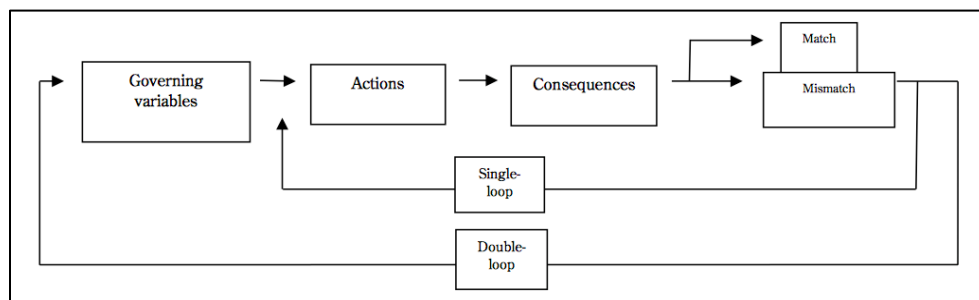 Governing
variables
Actions
Consequences
Match
Mismatch
Single-
loop
Double-
loop